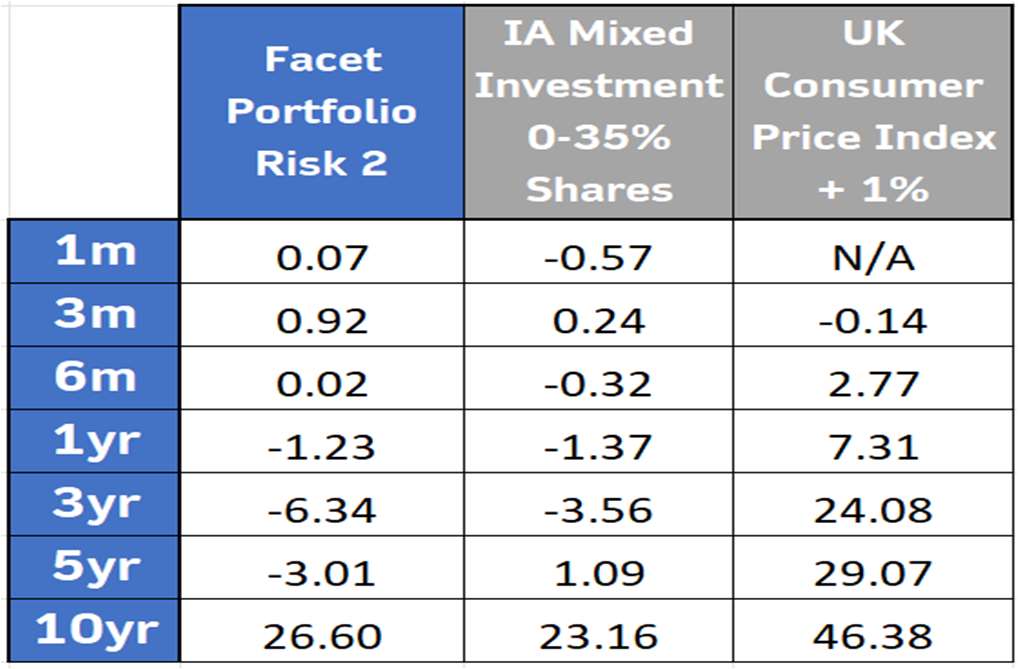 Facet
Portfolio
Risk 2
IA Mixed
Investment
0-35%
Shares
UK
Consumer
Price Index
+ 1%
1m 0.07 -0.57 N/A
3m 0.92 0.24 -0.14
6m 0.02 -0.32 2.77
1yr -1.23 -1.37 7.31
3yr -6.34 -3.56 24.08
5yr -3.01 1.09 29.07
10yr 26.60 23.16 46.38